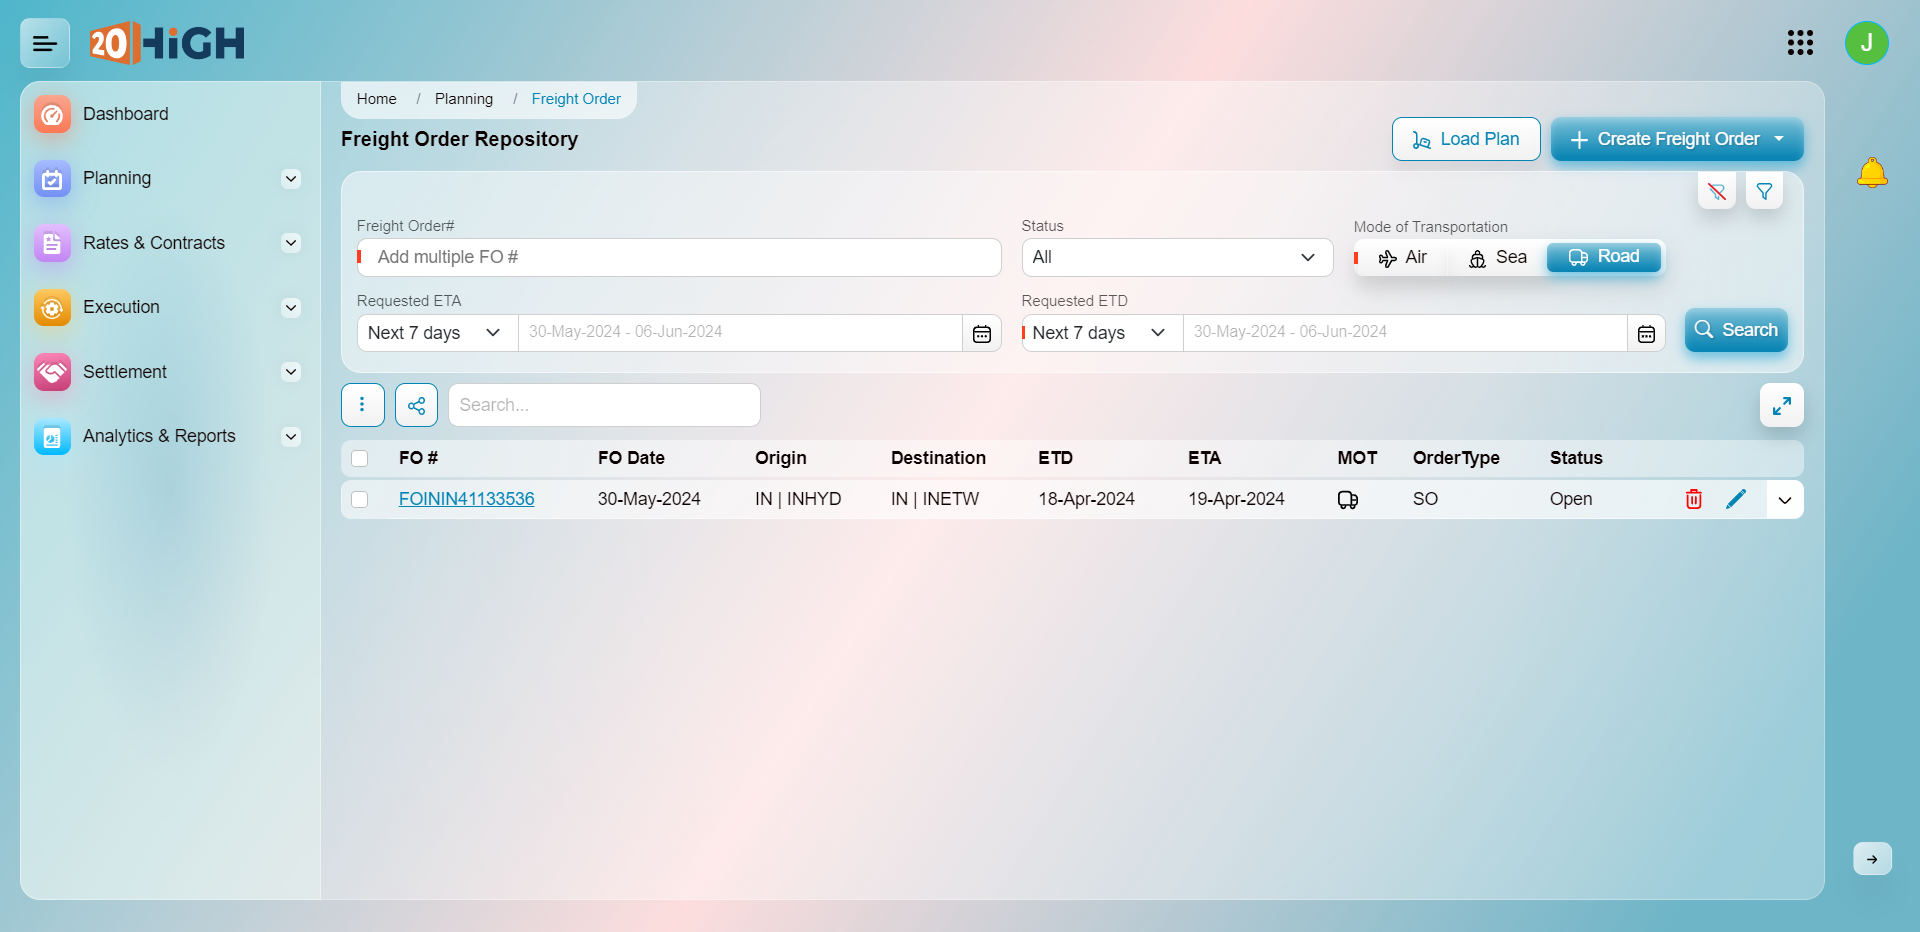 20HiGH
J
Dashboard
Planning
Rates & Contracts
Execution
Settlement
Analytics & Reports
Home / Planning / Freight Order
Freight Order Repository
Load Plan
Create Freight Order
Freight Order#
Add multiple FO #
Status
All
Mode of Transportation
Air
Sea
Road
Requested ETA
Next 7 days
30-May-2024 - 06-Jun-2024
Requested ETD
Next 7 days
30-May-2024 - 06-Jun-2024
Search
Search...
FO # FO Date Origin Destination ETD ETA MOT OrderType Status
FOININ41133536 30-May-2024 IN | INHYD IN | INETW 18-Apr-2024 19-Apr-2024 SO Open